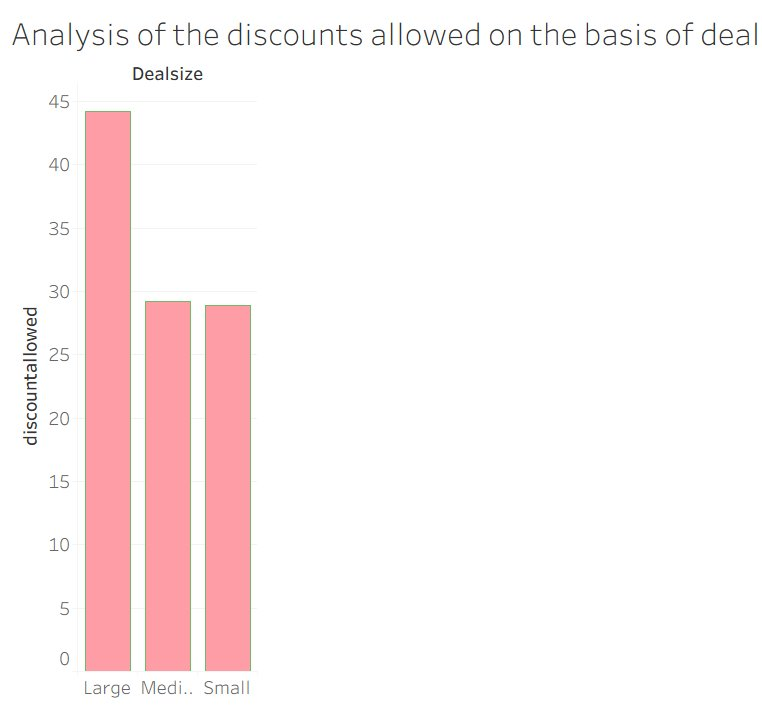 Analysis of the discounts allowed on the basis of deal
Dealsize
45
40
35
30
25
20
15
10
5
0
discountallowed
Large Medi.. Small